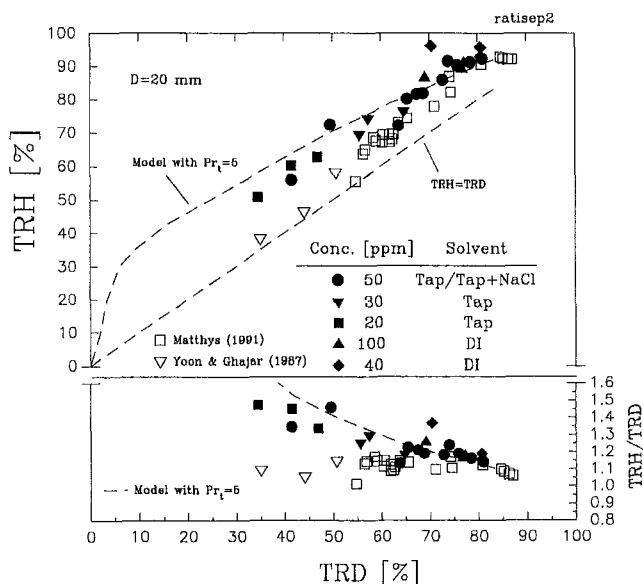 ratisep2
100
90
80
70
60
50
40
30
20
10
0
TRH [%]
D=20 mm
Model with Prt=5
TRH=TRD
Conc. [ppm] Solvent
50 Tap/Tap+NaCl
30 Tap
20 Tap
100 DI
40 DI
Matthys (1991)
Yoon & Ghajar (1987)
1.6
1.5
1.4
1.3
1.2
1.1
1.0
0.9
0.8
TRH/TRD
Model with Prt=5
0 10 20 30 40 50 60 70 80 90 100
TRD [%]